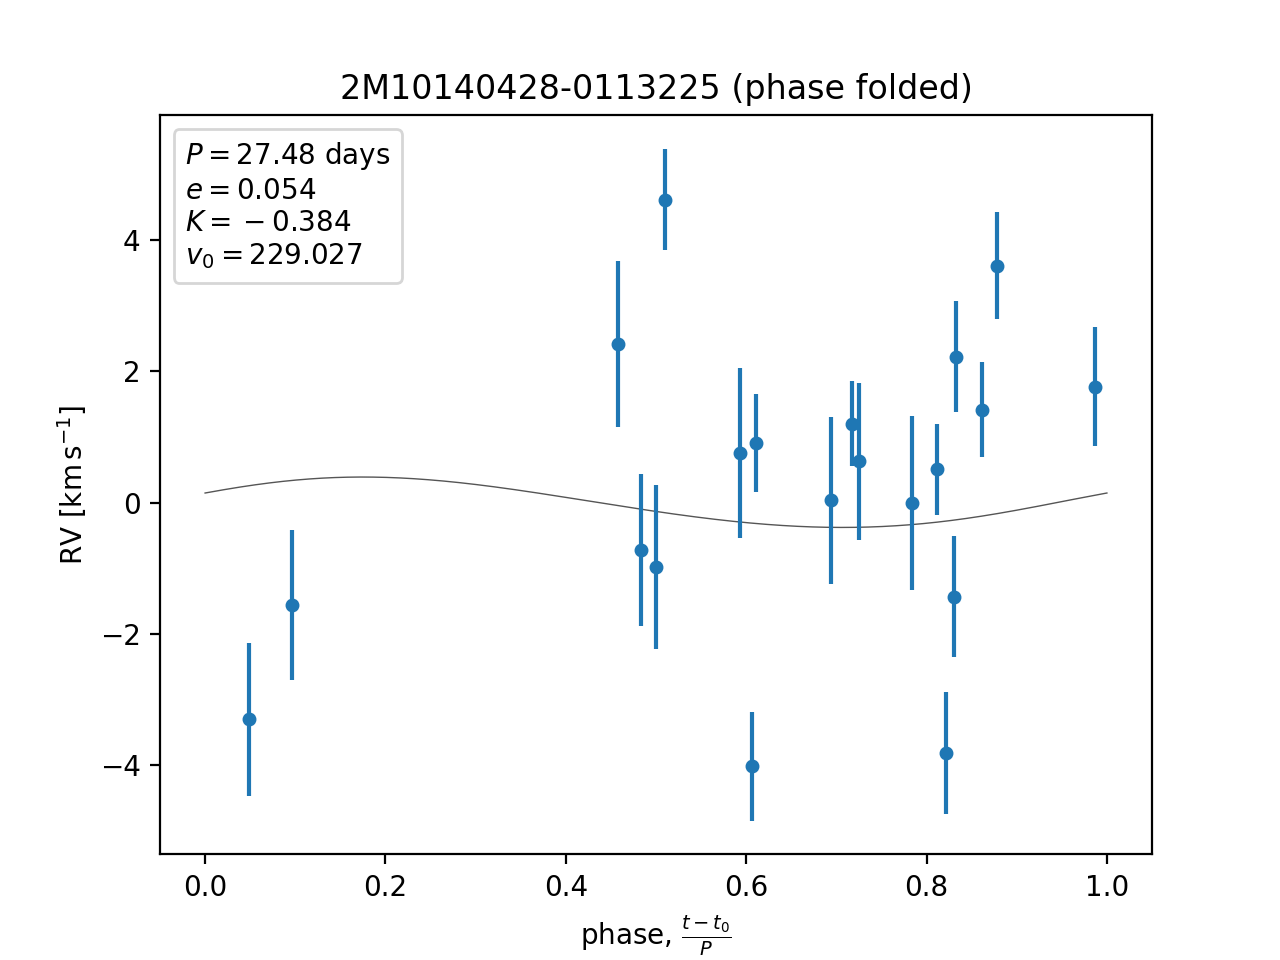 2M10140428-0113225 (phase folded)
P = 27.48 days
e = 0.054
K = −0.384
v₀ = 229.027
4
2
0
−2
−4
RV [km s⁻¹]
0.0 0.2 0.4 0.6 0.8 1.0
phase, (t − t₀)/P